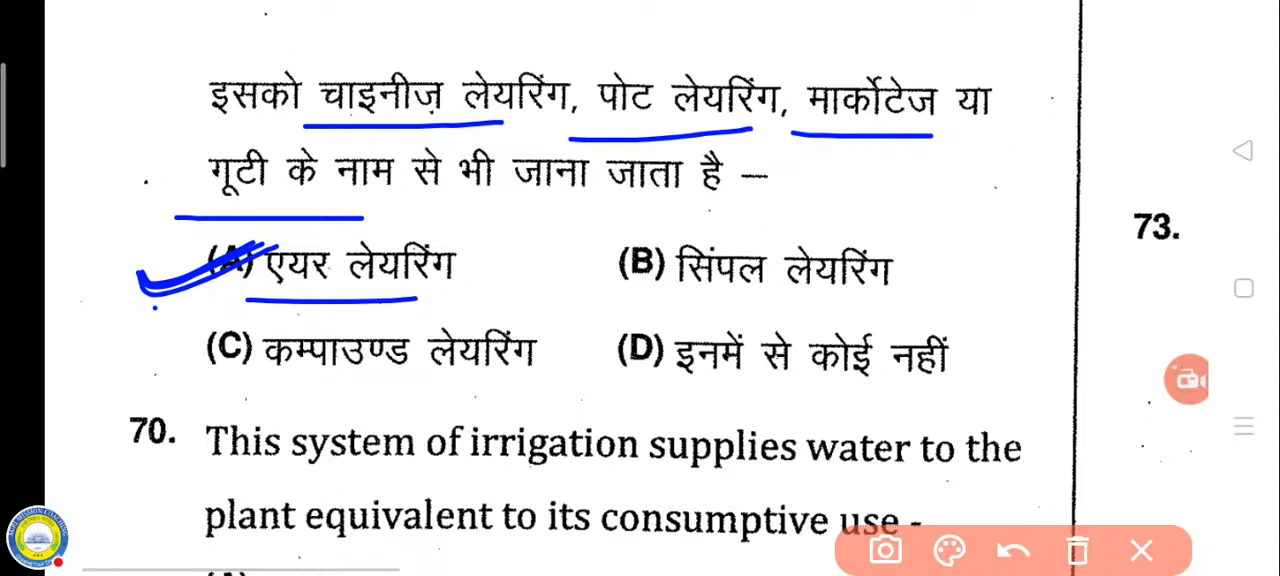 इसको चाइनीज़ लेयरिंग, पोट लेयरिंग, मार्कोटेज या
गूटी के नाम से भी जाना जाता है –
(A) एयर लेयरिंग (B) सिंपल लेयरिंग
(C) कम्पाउण्ड लेयरिंग (D) इनमें से कोई नहीं
70. This system of irrigation supplies water to the
plant equivalent to its consumptive use -
73.